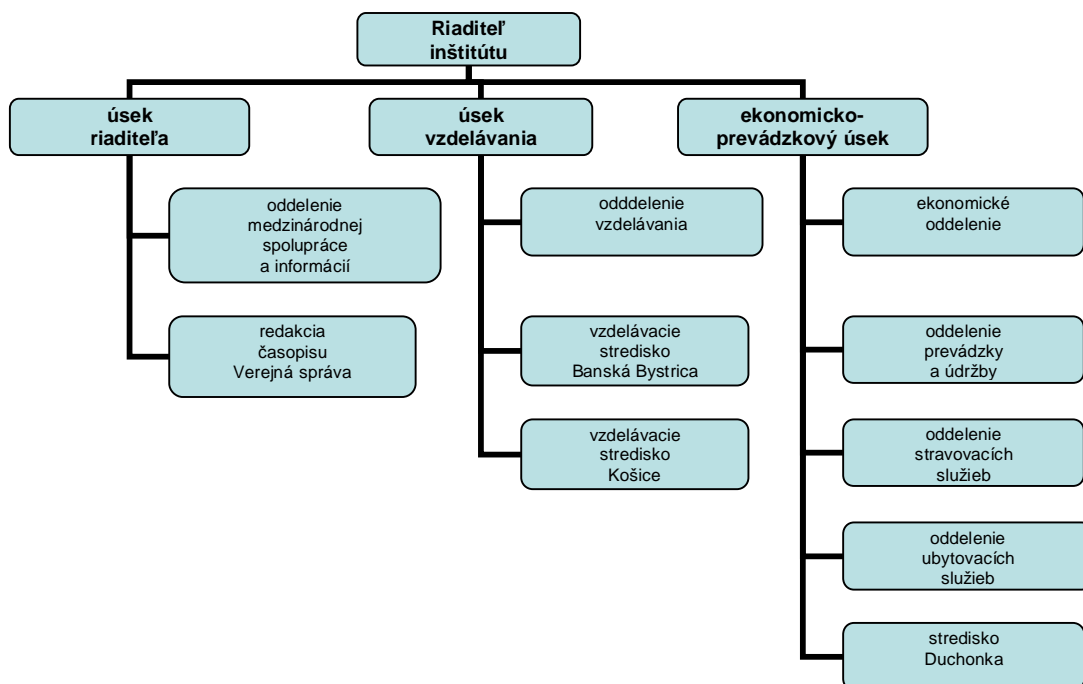 Riaditeľ
inštitútu
úsek
riaditeľa
úsek
vzdelávania
ekonomicko-
prevádzkový úsek
oddelenie
medzinárodnej
spolupráce
a informácií
redakcia
časopisu
Verejná správa
odddelenie
vzdelávania
vzdelávacie
stredisko
Banská Bystrica
vzdelávacie
stredisko
Košice
ekonomické
oddelenie
oddelenie
prevádzky
a údržby
oddelenie
stravovacích
služieb
oddelenie
ubytovacích
služieb
stredisko
Duchonka